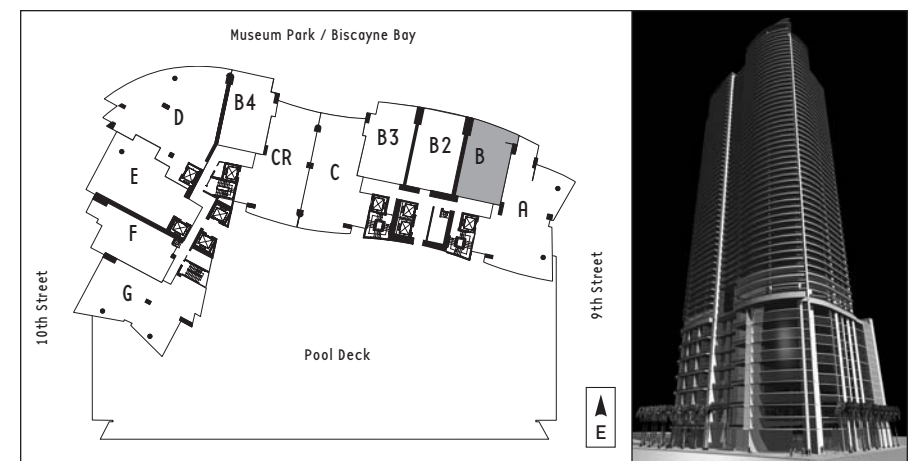 Museum Park / Biscayne Bay
D
B4
E
CR
C
B3
B2
B
A
F
G
10th Street
9th Street
Pool Deck
E